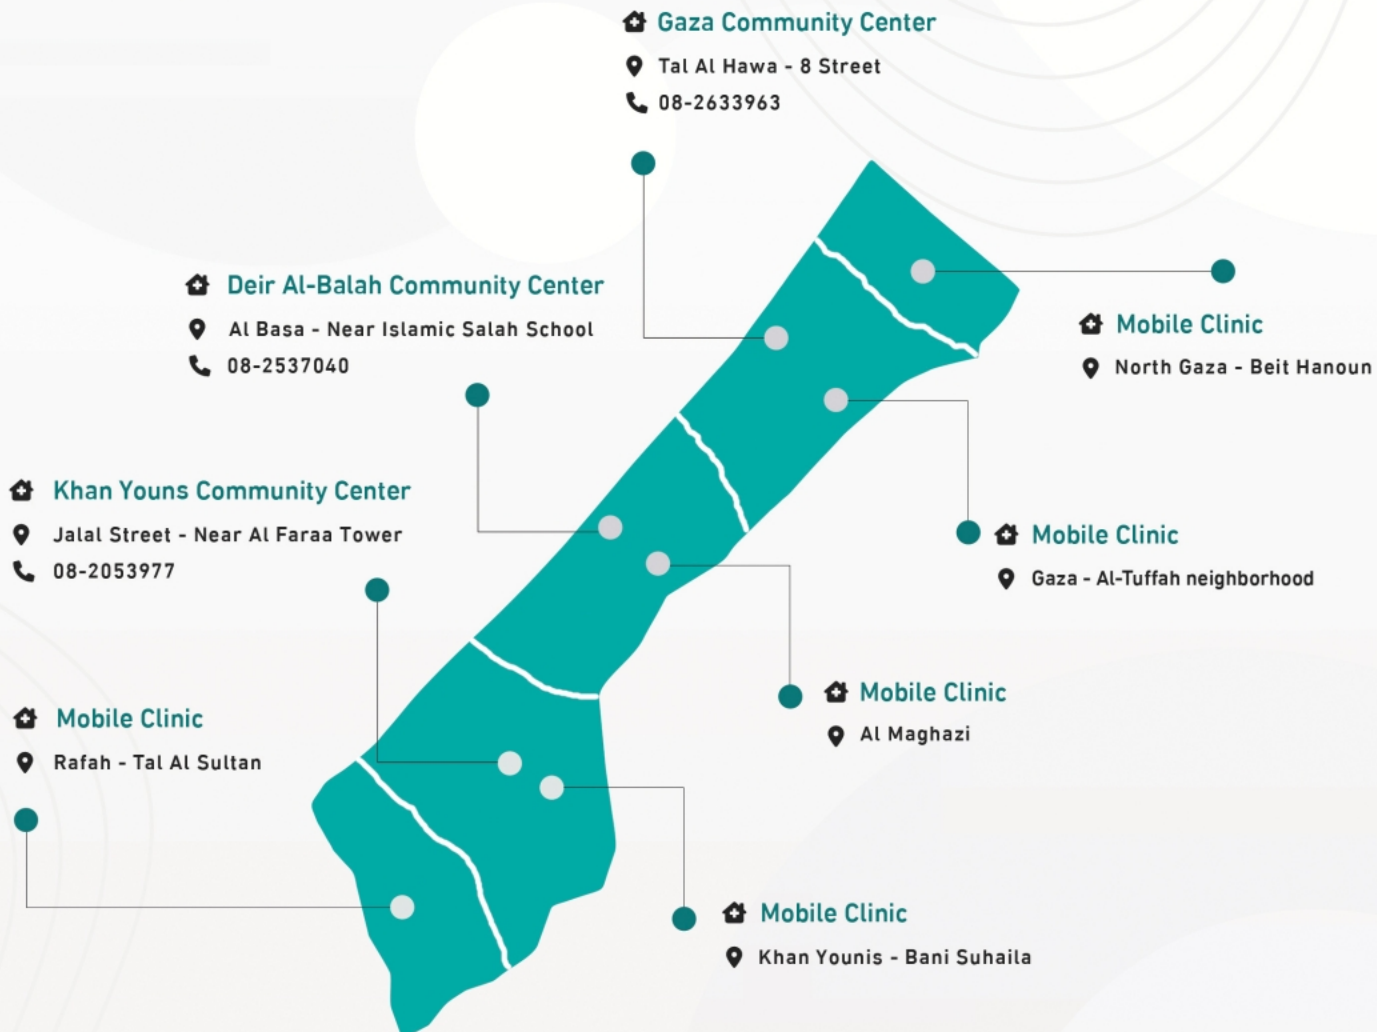 Gaza Community Center
Tal Al Hawa - 8 Street
08-2633963
Deir Al-Balah Community Center
Al Basa - Near Islamic Salah School
08-2537040
Mobile Clinic
North Gaza - Beit Hanoun
Khan Youns Community Center
Jalal Street - Near Al Faraa Tower
08-2053977
Mobile Clinic
Gaza - Al-Tuffah neighborhood
Mobile Clinic
Al Maghazi
Mobile Clinic
Rafah - Tal Al Sultan
Mobile Clinic
Khan Younis - Bani Suhaila